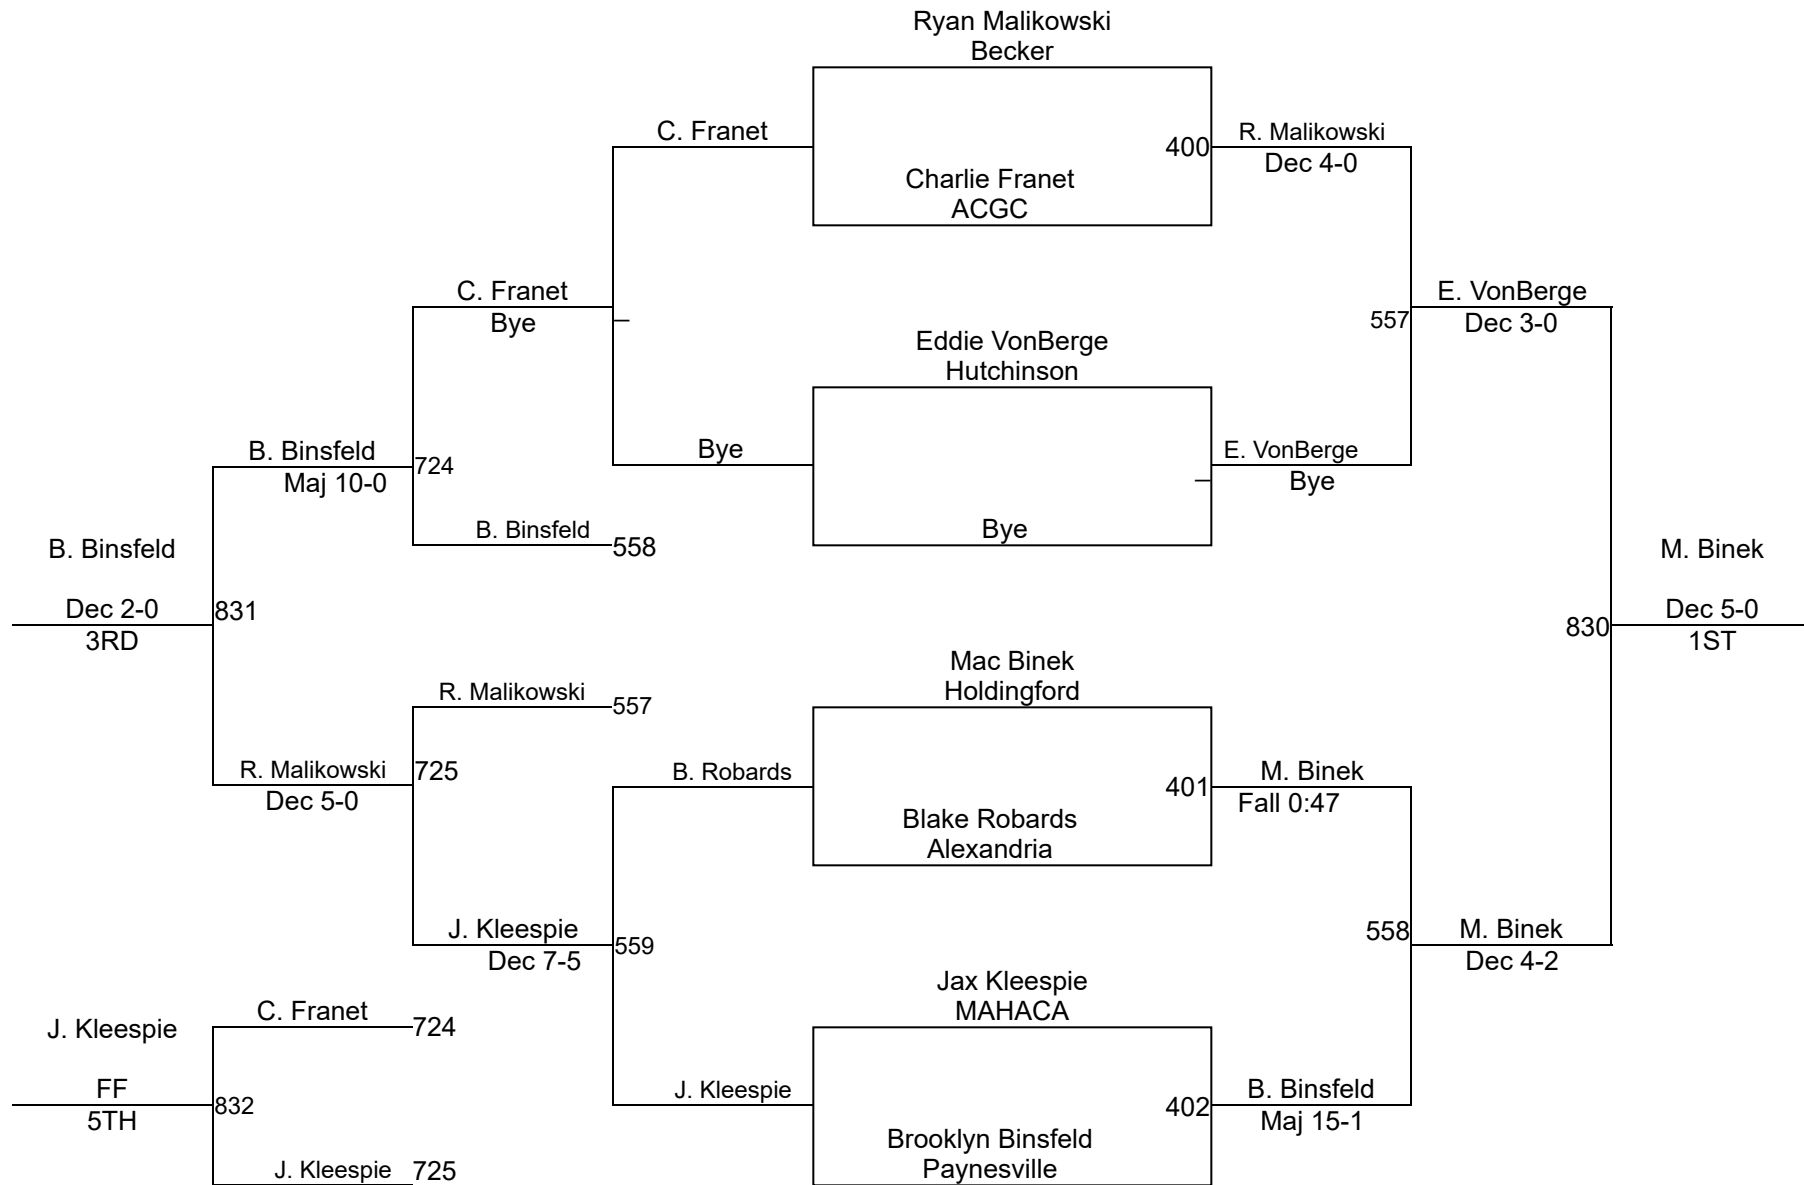 Ryan Malikowski
Becker
C. Franet
400
R. Malikowski
Dec 4-0
Charlie Franet
ACGC
C. Franet
Bye
E. VonBerge
Dec 3-0
557
Eddie VonBerge
Hutchinson
B. Binsfeld
Maj 10-0
724
Bye
E. VonBerge
Bye
B. Binsfeld
558
Bye
B. Binsfeld
Dec 2-0
3RD
831
M. Binek
Dec 5-0
1ST
830
Mac Binek
Holdingford
R. Malikowski
557
R. Malikowski
Dec 5-0
725
B. Robards
401
M. Binek
Fall 0:47
Blake Robards
Alexandria
J. Kleespie
Dec 7-5
559
558
M. Binek
Dec 4-2
Jax Kleespie
MAHACA
C. Franet
724
J. Kleespie
FF
5TH
832
J. Kleespie
402
B. Binsfeld
Maj 15-1
Brooklyn Binsfeld
Paynesville
J. Kleespie
725